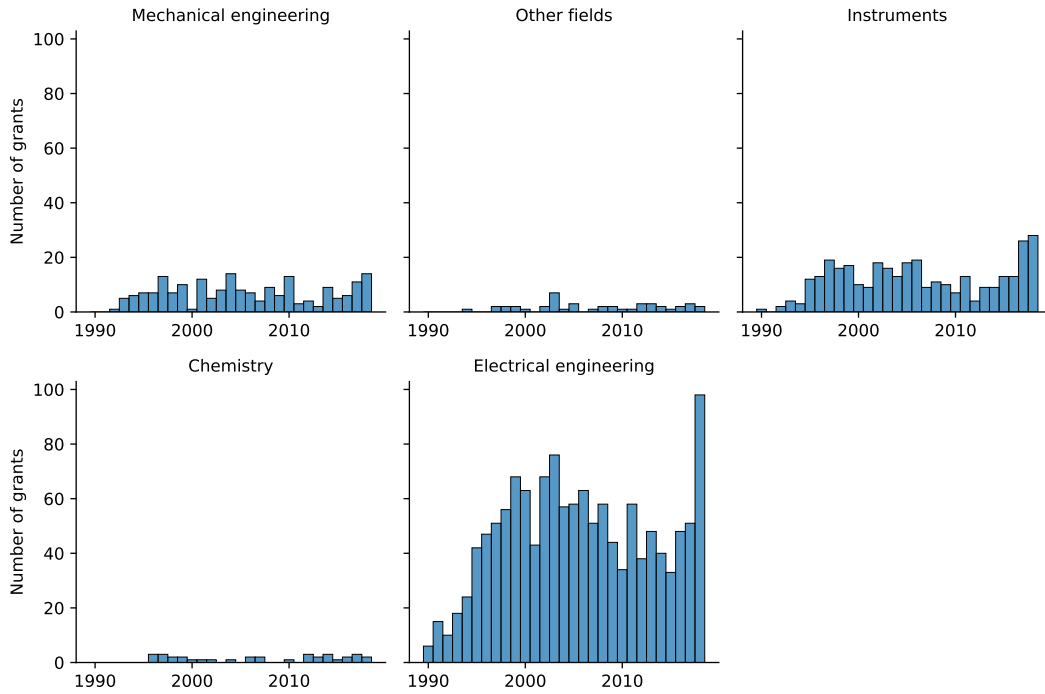 Mechanical engineering
Other fields
Instruments
Number of grants
100
80
60
40
20
0
1990 2000 2010
1990 2000 2010
1990 2000 2010
Chemistry
Electrical engineering
Number of grants
100
80
60
40
20
0
1990 2000 2010
1990 2000 2010